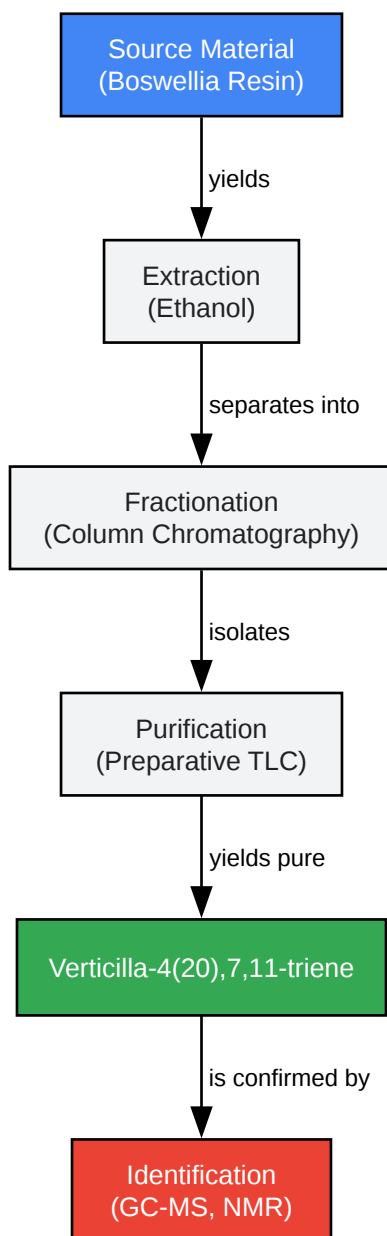 Source Material
(Boswellia Resin)
yields
Extraction
(Ethanol)
separates into
Fractionation
(Column Chromatography)
isolates
Purification
(Preparative TLC)
yields pure
Verticilla-4(20),7,11-triene
is confirmed by
Identification
(GC-MS, NMR)